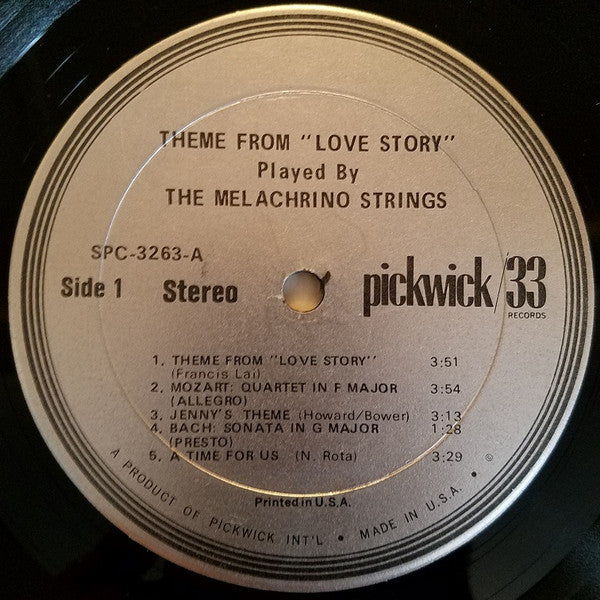 THEME FROM "LOVE STORY"
Played By
THE MELACHRINO STRINGS
SPC-3263-A
Side 1 Stereo
pickwick/33
RECORDS
1. THEME FROM "LOVE STORY" 3:51
(Francis Lai)
2. MOZART: QUARTET IN F MAJOR 3:54
(ALLEGRO)
3. JENNY'S THEME (Howard/Bower) 3:13
4. BACH: SONATA IN G MAJOR 1:28
(PRESTO)
5. A TIME FOR US (N. Rota) 3:29
Printed in U.S.A.
A PRODUCT OF PICKWICK INT'L • MADE IN U.S.A. • ©